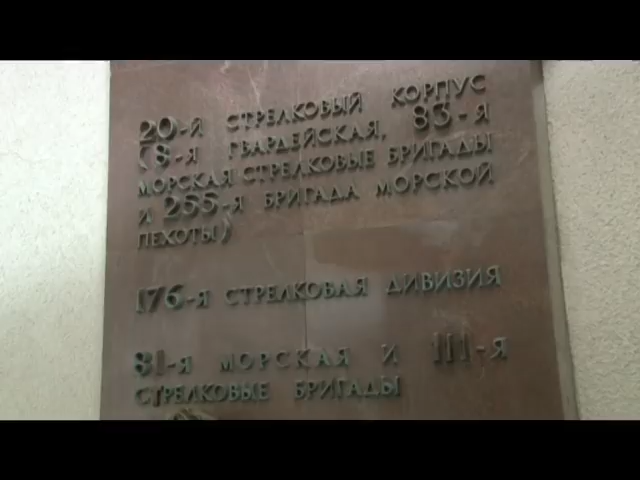 20-Й СТРЕЛКОВЫЙ КОРПУС
(8-Я ГВАРДЕЙСКАЯ, 83-Я
МОРСКАЯ СТРЕЛКОВЫЕ БРИГАДЫ
И 255-Я БРИГАДА МОРСКОЙ
ПЕХОТЫ)
176-Я СТРЕЛКОВАЯ ДИВИЗИЯ
81-Я МОРСКАЯ И 111-Я
СТРЕЛКОВЫЕ БРИГАДЫ